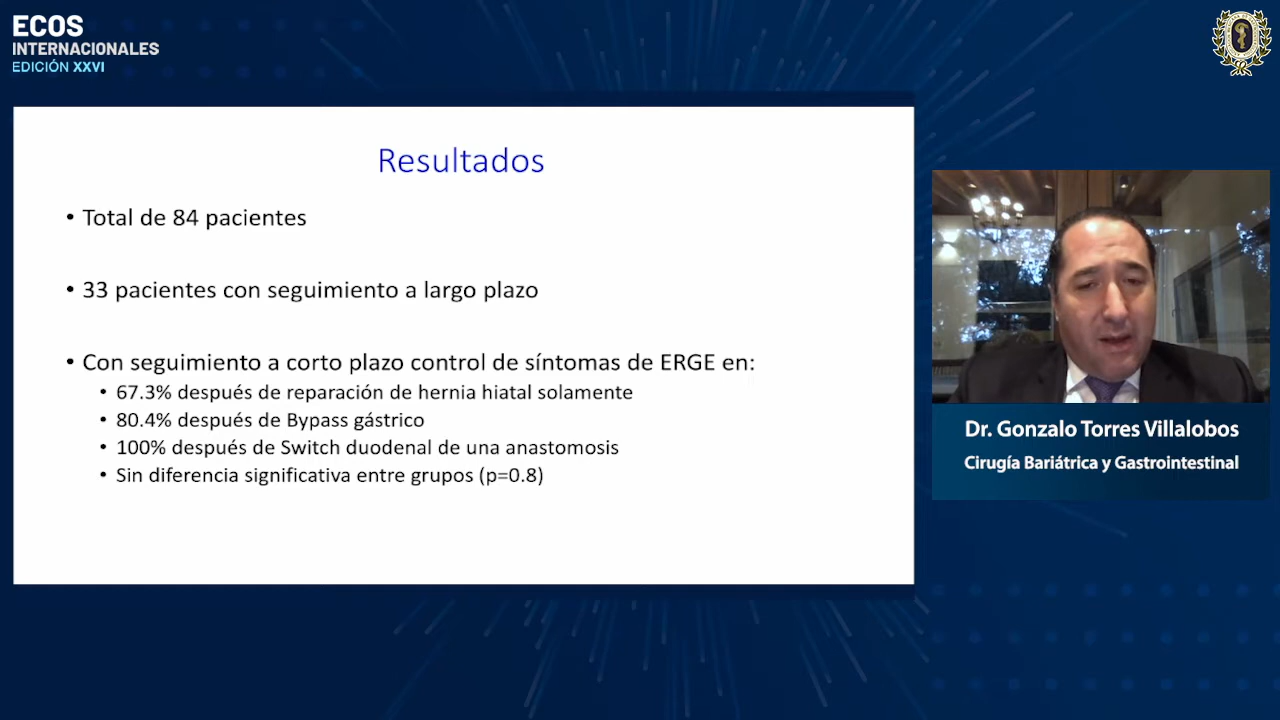 ECOS
INTERNACIONALES
EDICIÓN XXVI
Resultados
• Total de 84 pacientes
• 33 pacientes con seguimiento a largo plazo
• Con seguimiento a corto plazo control de síntomas de ERGE en:
• 67.3% después de reparación de hernia hiatal solamente
• 80.4% después de Bypass gástrico
• 100% después de Switch duodenal de una anastomosis
• Sin diferencia significativa entre grupos (p=0.8)
Dr. Gonzalo Torres Villalobos
Cirugía Bariátrica y Gastrointestinal